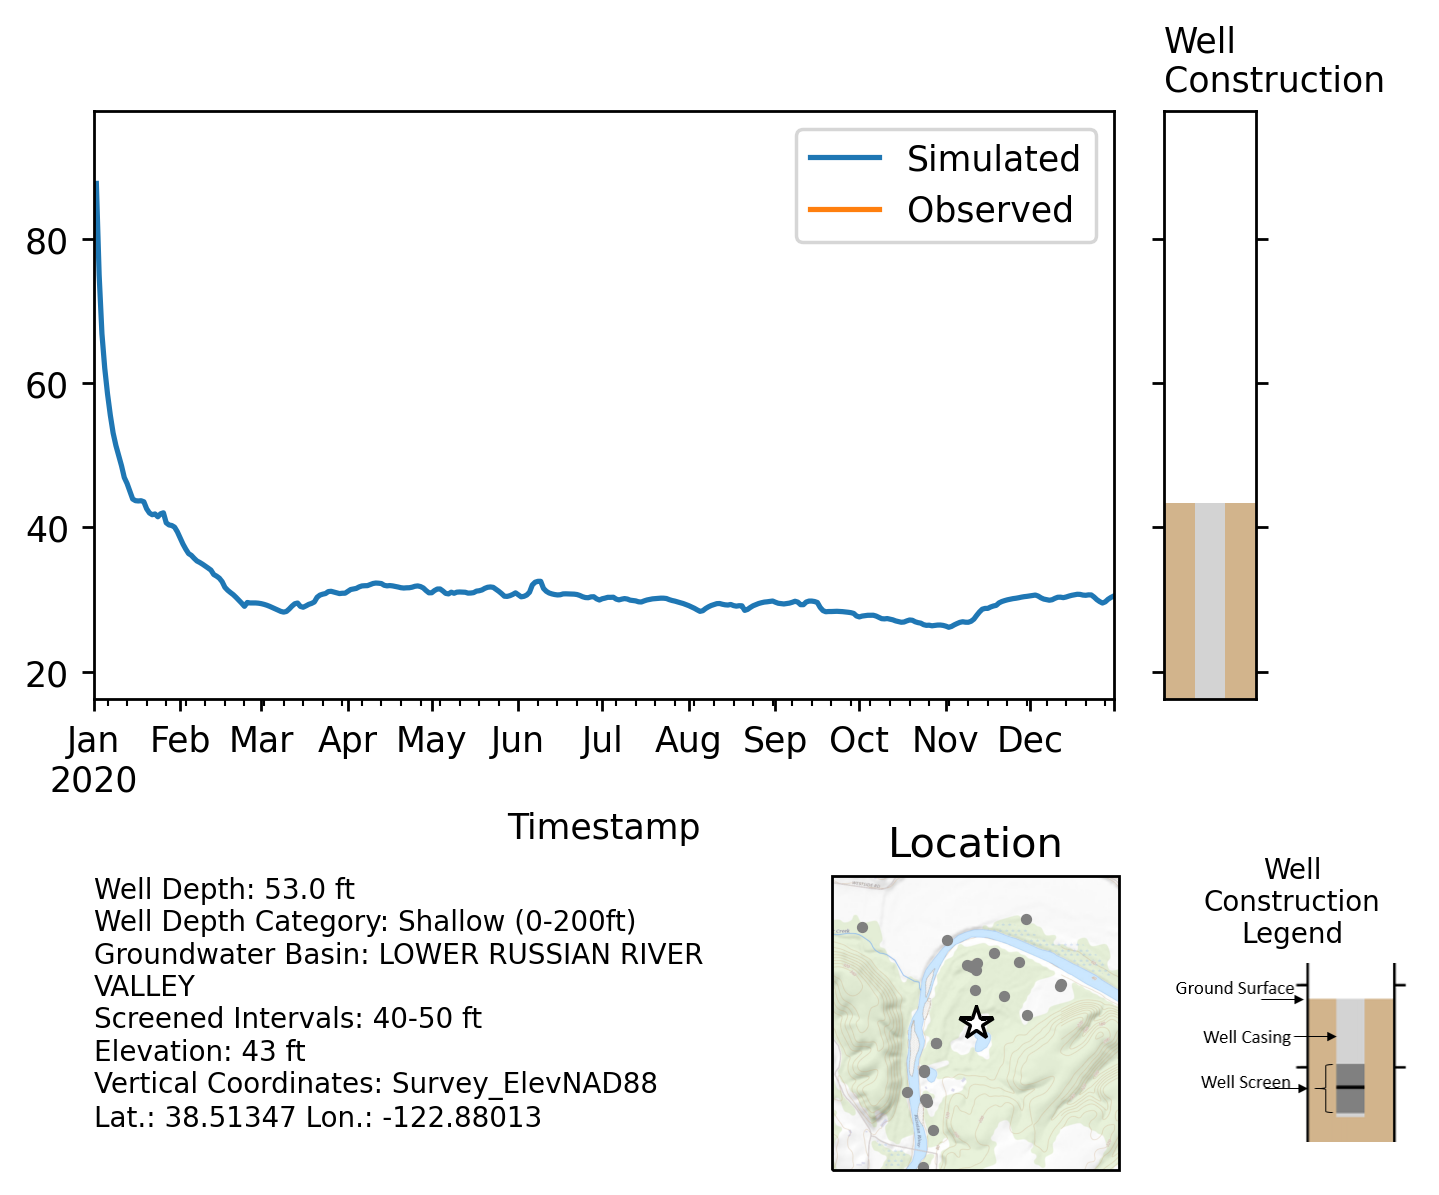 Well
Construction
Simulated
Observed
80
60
40
20
Jan Feb Mar Apr May Jun Jul Aug Sep Oct Nov Dec
2020
Timestamp
Well Depth: 53.0 ft
Well Depth Category: Shallow (0-200ft)
Groundwater Basin: LOWER RUSSIAN RIVER
VALLEY
Screened Intervals: 40-50 ft
Elevation: 43 ft
Vertical Coordinates: Survey_ElevNAD88
Lat.: 38.51347 Lon.: -122.88013
Location
Well
Construction
Legend
Ground Surface
Well Casing
Well Screen